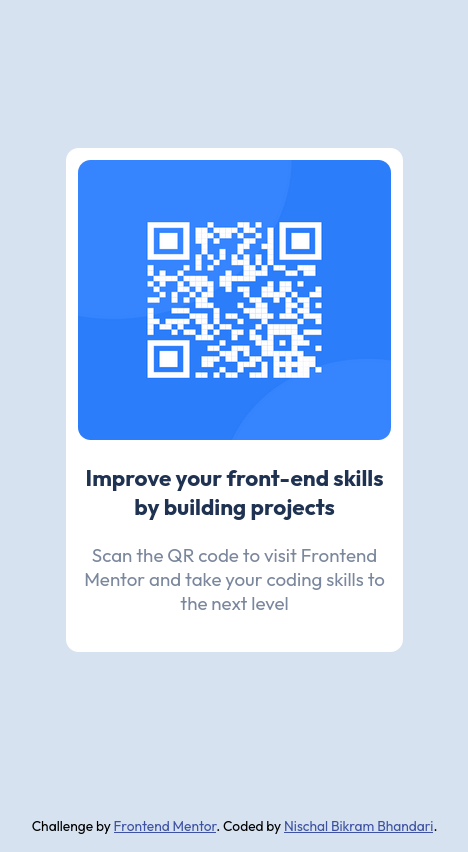 Improve your front-end skills
by building projects
Scan the QR code to visit Frontend
Mentor and take your coding skills to
the next level
Challenge by Frontend Mentor. Coded by Nischal Bikram Bhandari.